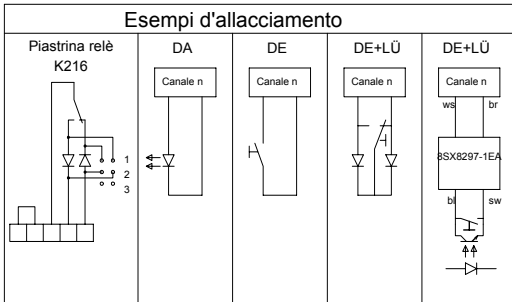 Esempi d'allacciamento
Piastrina relè
K216
1
2
3
DA
Canale n
DE
Canale n
DE+LÜ
Canale n
DE+LÜ
Canale n
ws br
8SX8297-1EA
bl sw